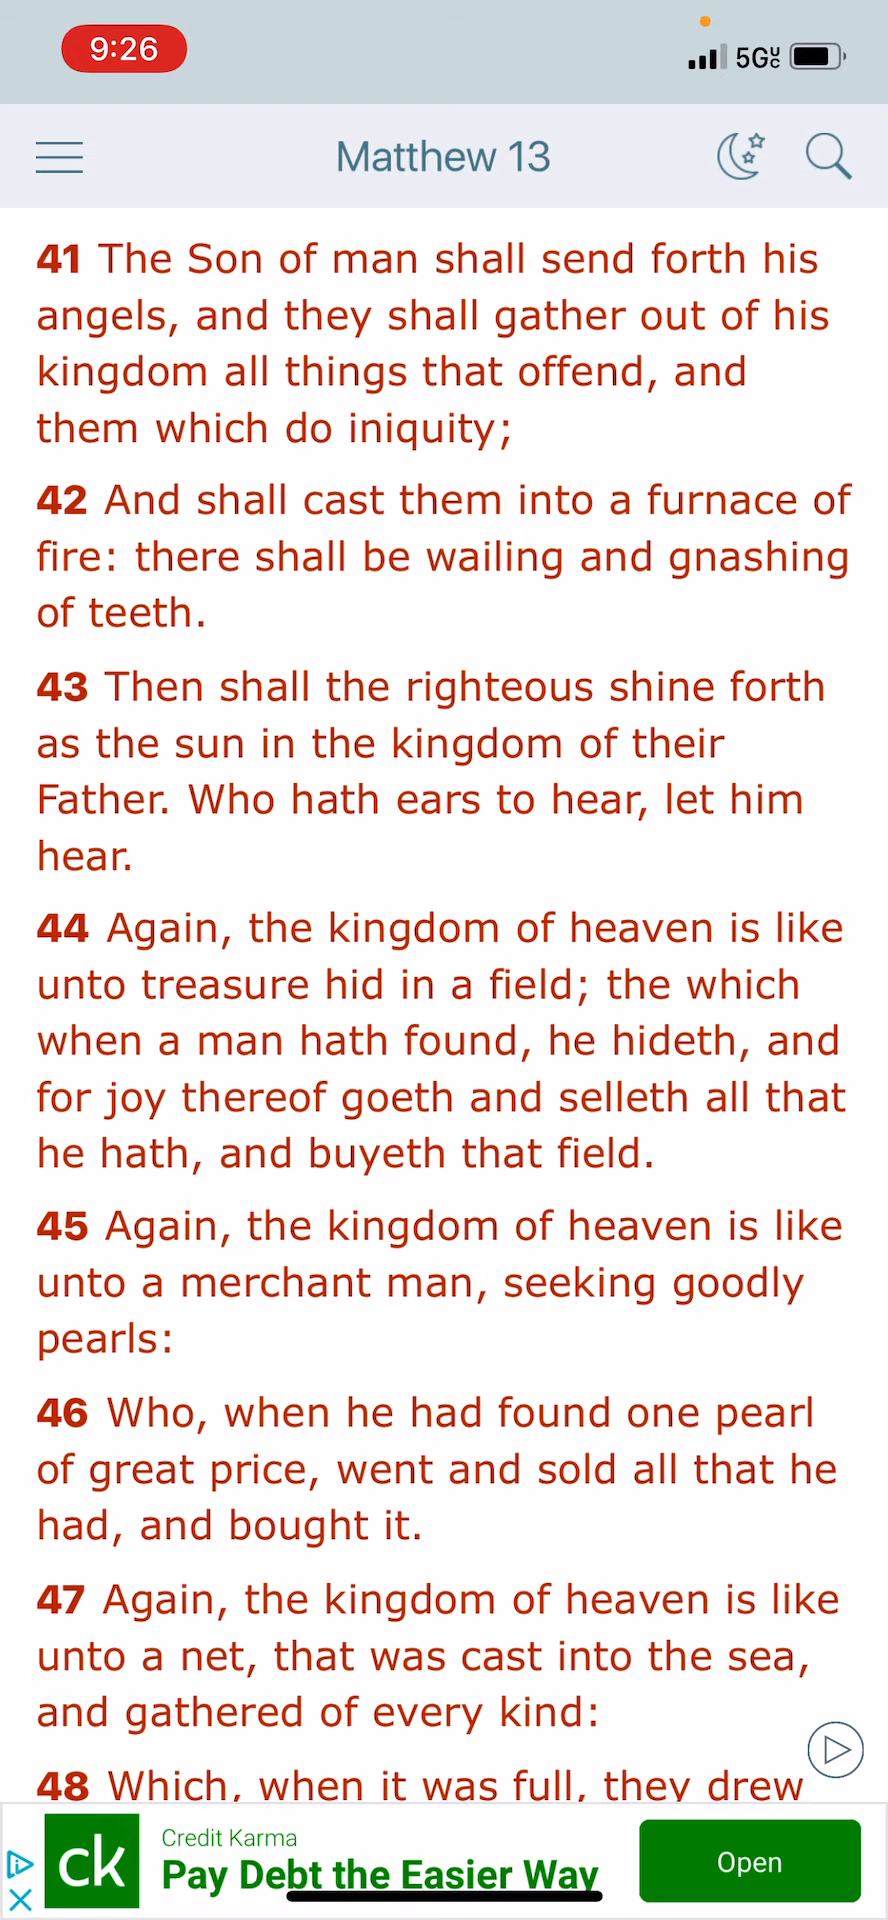 9:26
5GUC
Matthew 13
41 The Son of man shall send forth his
angels, and they shall gather out of his
kingdom all things that offend, and
them which do iniquity;
42 And shall cast them into a furnace of
fire: there shall be wailing and gnashing
of teeth.
43 Then shall the righteous shine forth
as the sun in the kingdom of their
Father. Who hath ears to hear, let him
hear.
44 Again, the kingdom of heaven is like
unto treasure hid in a field; the which
when a man hath found, he hideth, and
for joy thereof goeth and selleth all that
he hath, and buyeth that field.
45 Again, the kingdom of heaven is like
unto a merchant man, seeking goodly
pearls:
46 Who, when he had found one pearl
of great price, went and sold all that he
had, and bought it.
47 Again, the kingdom of heaven is like
unto a net, that was cast into the sea,
and gathered of every kind:
48 Which, when it was full, they drew
ck
Credit Karma
Pay Debt the Easier Way
Open